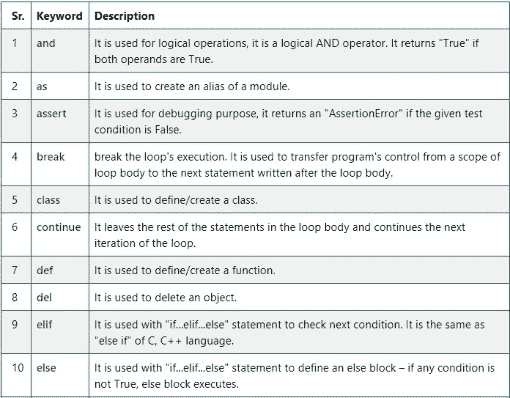 Sr. Keyword Description
1 and It is used for logical operations, it is a logical AND operator. It returns "True" if
both operands are True.
2 as It is used to create an alias of a module.
3 assert It is used for debugging purpose, it returns an "AssertionError" if the given test
condition is False.
4 break break the loop's execution. It is used to transfer program's control from a scope of
loop body to the next statement written after the loop body.
5 class It is used to define/create a class.
6 continue It leaves the rest of the statements in the loop body and continues the next
iteration of the loop.
7 def It is used to define/create a function.
8 del It is used to delete an object.
9 elif It is used with "if...elif...else" statement to check next condition. It is the same as
"else if" of C, C++ language.
10 else It is used with "if...elif...else" statement to define an else block – if any condition is
not True, else block executes.